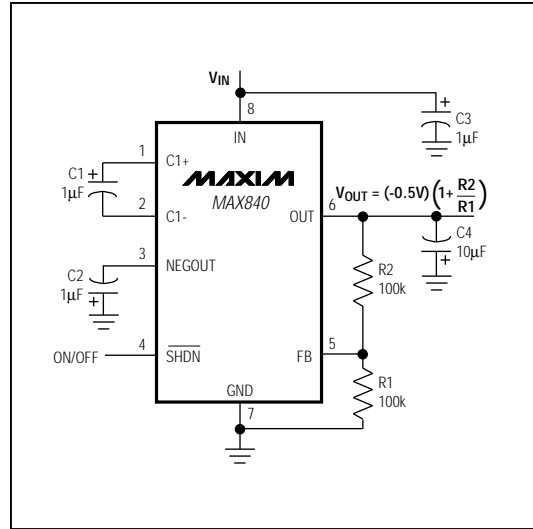 VIN
8
IN
C3
1μF
1
C1+
C1
1μF
MAXIM
MAX840
VOUT = (-0.5V) (1+ R2/R1)
2
C1-
6
OUT
C4
10μF
3
NEGOUT
R2
100k
C2
1μF
ON/OFF
4
SHDN
5
FB
R1
100k
GND
7